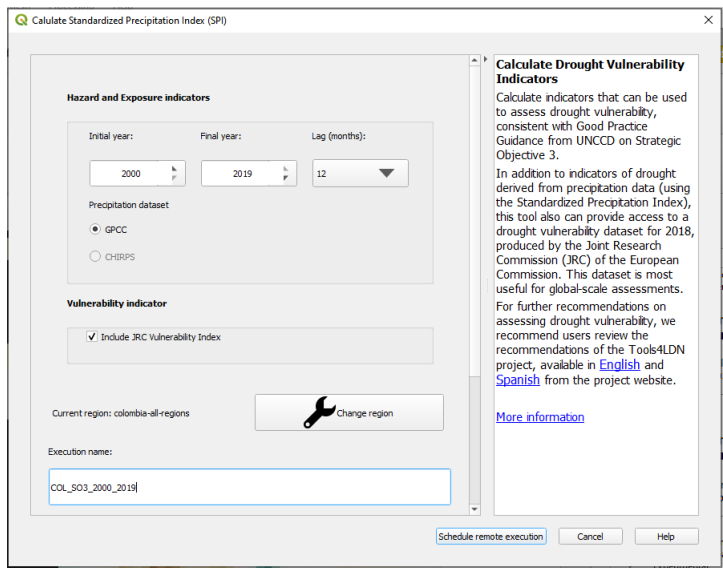 Calulate Standardized Precipitation Index (SPI)
Hazard and Exposure indicators
Initial year: Final year: Lag (months):
2000 2019 12
Precipitation dataset
GPCC
CHIRPS
Vulnerability indicator
Include JRC Vulnerability Index
Current region: colombia-all-regions
Change region
Execution name:
COL_SO3_2000_2019
Calculate Drought Vulnerability
Indicators
Calculate indicators that can be used
to assess drought vulnerability,
consistent with Good Practice
Guidance from UNCCD on Strategic
Objective 3.
In addition to indicators of drought
derived from precipitation data (using
the Standardized Precipitation Index),
this tool also can provide access to a
drought vulnerability dataset for 2018,
produced by the Joint Research
Commission (JRC) of the European
Commission. This dataset is most
useful for global-scale assessments.
For further recommendations on
assessing drought vulnerability, we
recommend users review the
recommendations of the Tools4LDN
project, available in English and
Spanish from the project website.
More information
Schedule remote execution Cancel Help